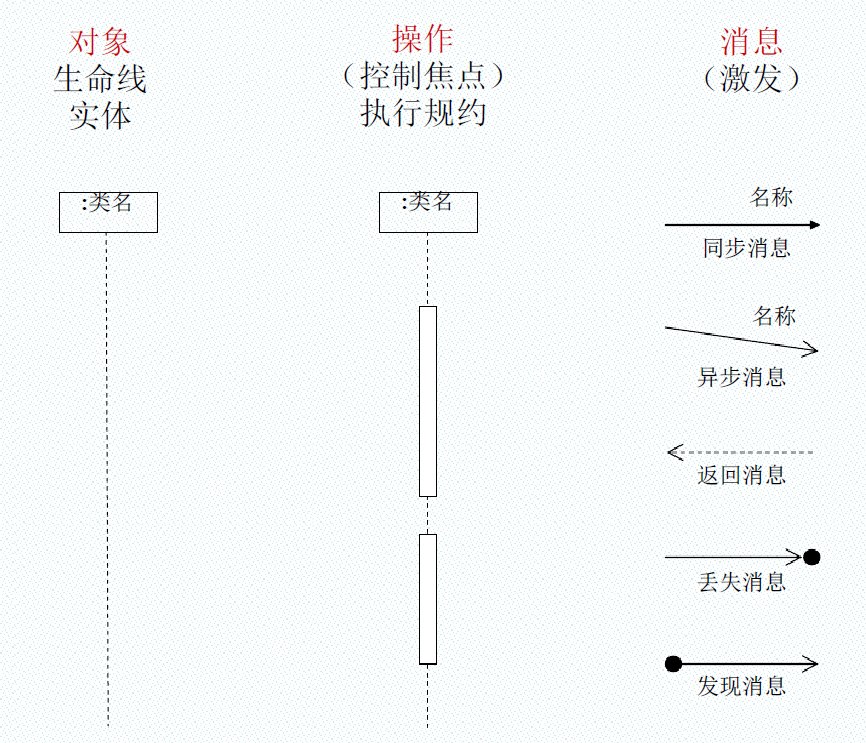 对象
生命线
实体
操作
（控制焦点）
执行规约
消息
（激发）
:类名
:类名
名称
同步消息
名称
异步消息
返回消息
丢失消息
发现消息